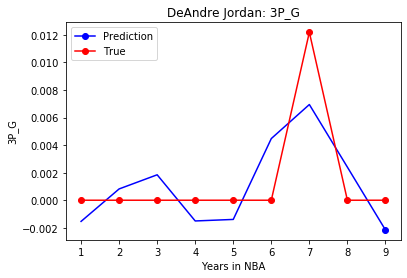 DeAndre Jordan: 3P_G
Prediction
True
0.012
0.010
0.008
0.006
0.004
0.002
0.000
−0.002
3P_G
1 2 3 4 5 6 7 8 9
Years in NBA